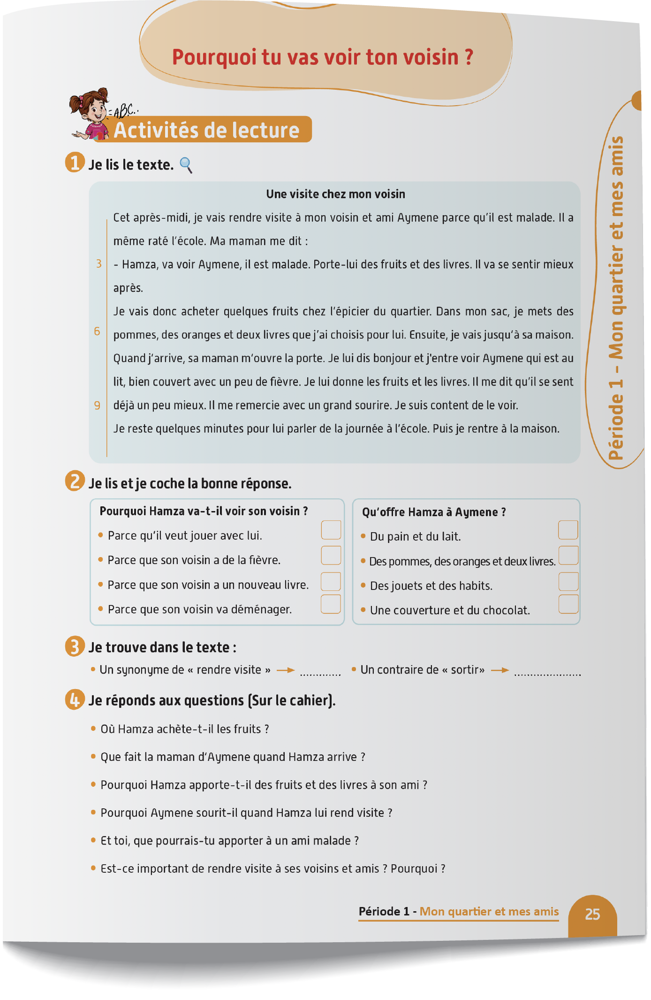 Pourquoi tu vas voir ton voisin ?
A.B.C..
Activités de lecture
1 Je lis le texte.
Une visite chez mon voisin
Cet après-midi, je vais rendre visite à mon voisin et ami Aymene parce qu'il est malade. Il a
même raté l'école. Ma maman me dit :
3 - Hamza, va voir Aymene, il est malade. Porte-lui des fruits et des livres. Il va se sentir mieux
après.
Je vais donc acheter quelques fruits chez l'épicier du quartier. Dans mon sac, je mets des
6 pommes, des oranges et deux livres que j'ai choisis pour lui. Ensuite, je vais jusqu'à sa maison.
Quand j'arrive, sa maman m'ouvre la porte. Je lui dis bonjour et j'entre voir Aymene qui est au
lit, bien couvert avec un peu de fièvre. Je lui donne les fruits et les livres. Il me dit qu'il se sent
9 déjà un peu mieux. Il me remercie avec un grand sourire. Je suis content de le voir.
Je reste quelques minutes pour lui parler de la journée à l'école. Puis je rentre à la maison.
2 Je lis et je coche la bonne réponse.
Pourquoi Hamza va-t-il voir son voisin ?
• Parce qu'il veut jouer avec lui.
• Parce que son voisin a de la fièvre.
• Parce que son voisin a un nouveau livre.
• Parce que son voisin va déménager.
Qu'offre Hamza à Aymene ?
• Du pain et du lait.
• Des pommes, des oranges et deux livres.
• Des jouets et des habits.
• Une couverture et du chocolat.
3 Je trouve dans le texte :
• Un synonyme de « rendre visite » → .............
• Un contraire de « sortir» → .....................
4 Je réponds aux questions (Sur le cahier).
• Où Hamza achète-t-il les fruits ?
• Que fait la maman d'Aymene quand Hamza arrive ?
• Pourquoi Hamza apporte-t-il des fruits et des livres à son ami ?
• Pourquoi Aymene sourit-il quand Hamza lui rend visite ?
• Et toi, que pourrais-tu apporter à un ami malade ?
• Est-ce important de rendre visite à ses voisins et amis ? Pourquoi ?
Période 1 – Mon quartier et mes amis
Période 1 - Mon quartier et mes amis
25